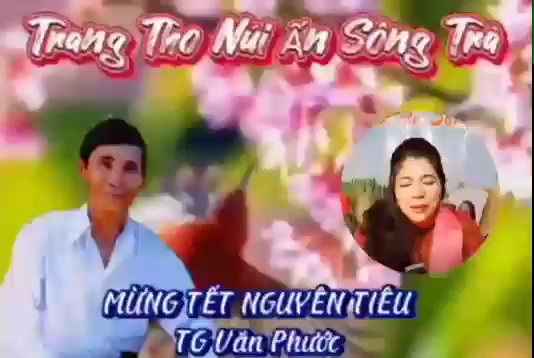 Trang Thơ Núi Ấn Sông Trà
MỪNG TẾT NGUYÊN TIÊU
TG Văn Phước